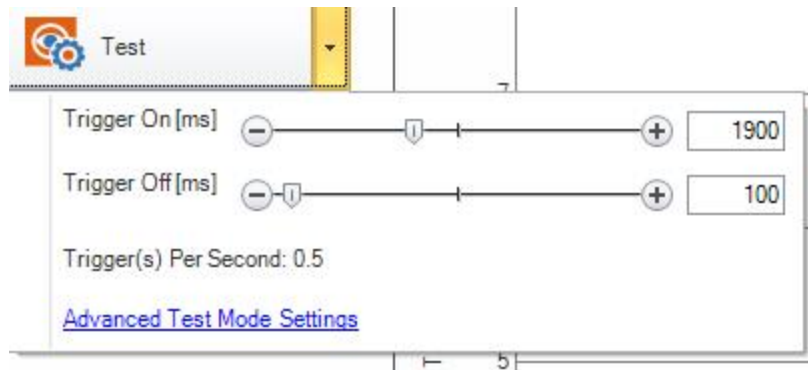 Test
7
Trigger On [ms]
1900
Trigger Off [ms]
100
Trigger(s) Per Second: 0.5
Advanced Test Mode Settings
5